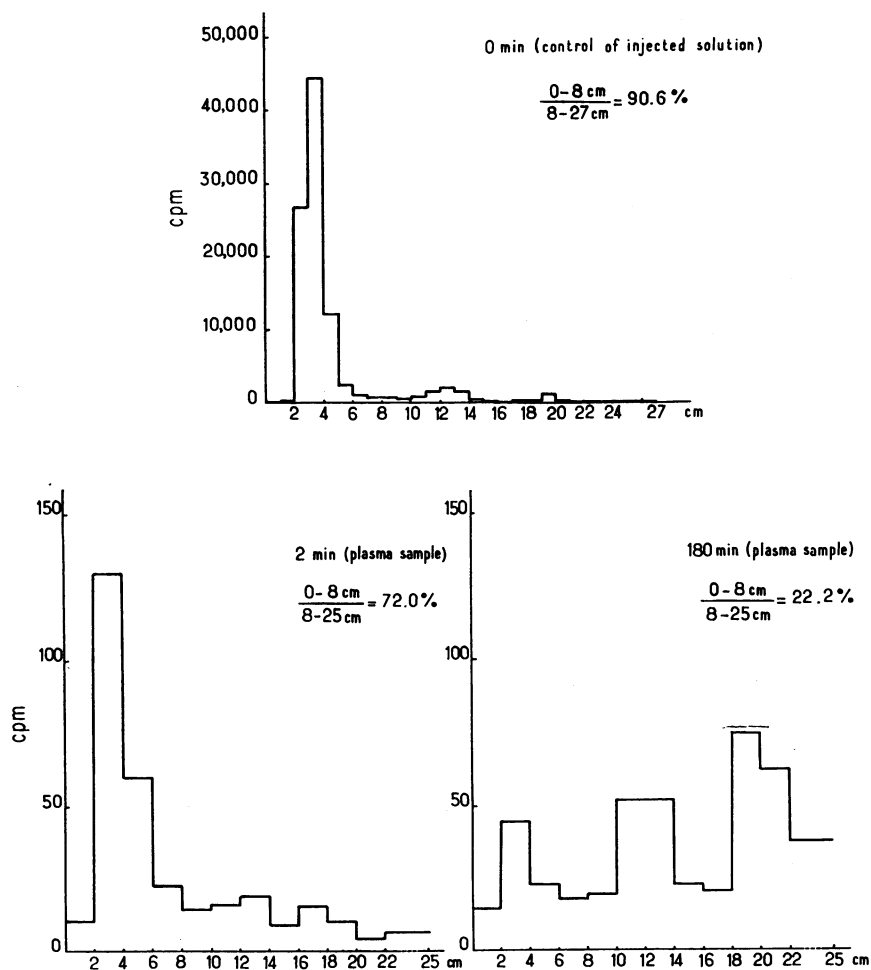 50,000
40,000
30,000
20,000
10,000
0
cpm
0 min (control of injected solution)
0-8 cm
8-27 cm
= 90.6 %
2 4 6 8 10 12 14 16 18 20 22 24 27 cm
150
100
50
0
cpm
2 min (plasma sample)
0-8 cm
8-25 cm
= 72.0 %
2 4 6 8 10 12 14 16 18 20 22 25 cm
150
100
50
0
180 min (plasma sample)
0-8 cm
8-25 cm
= 22.2 %
2 4 6 8 10 12 14 16 18 20 22 25 cm